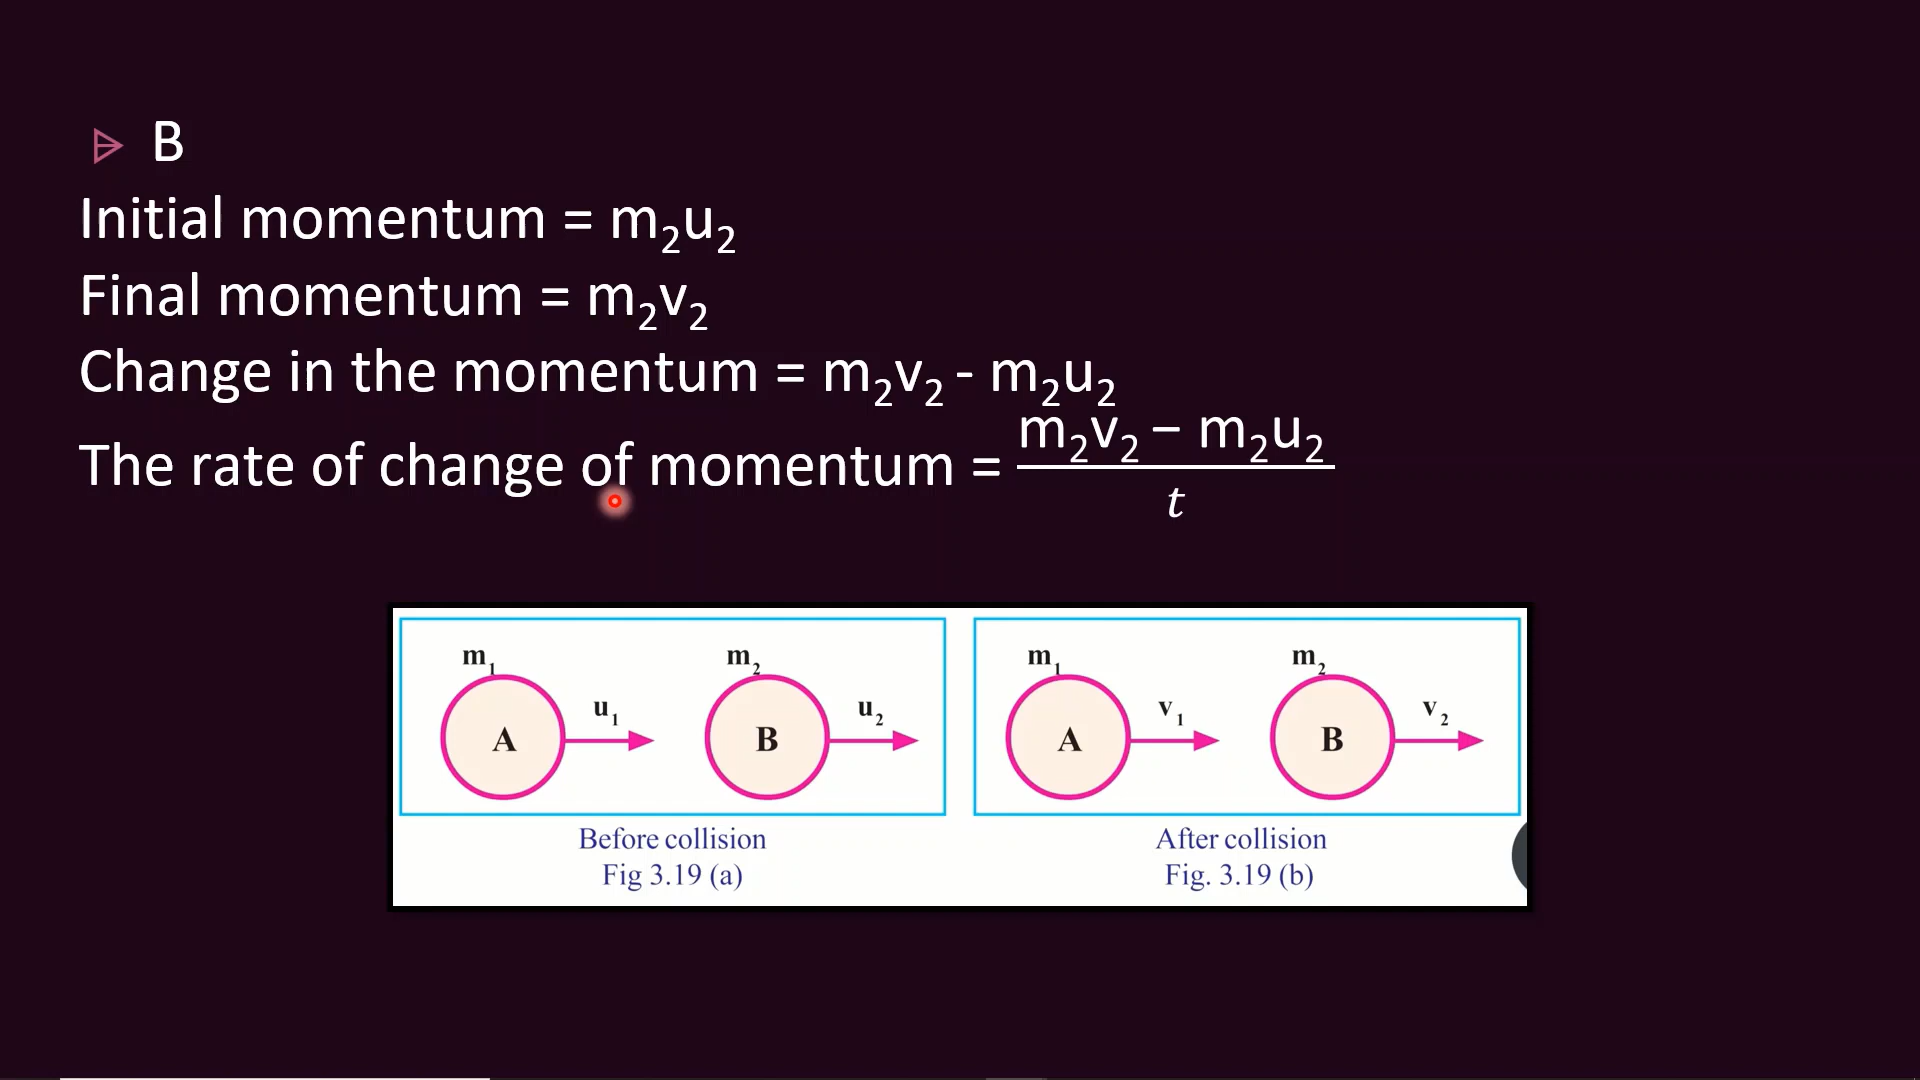 B
Initial momentum = m₂u₂
Final momentum = m₂v₂
Change in the momentum = m₂v₂ - m₂u₂
The rate of change of momentum = (m₂v₂ − m₂u₂)/t
m₁ m₂ m₁ m₂
u₁ u₂ v₁ v₂
A B A B
Before collision After collision
Fig 3.19 (a) Fig. 3.19 (b)